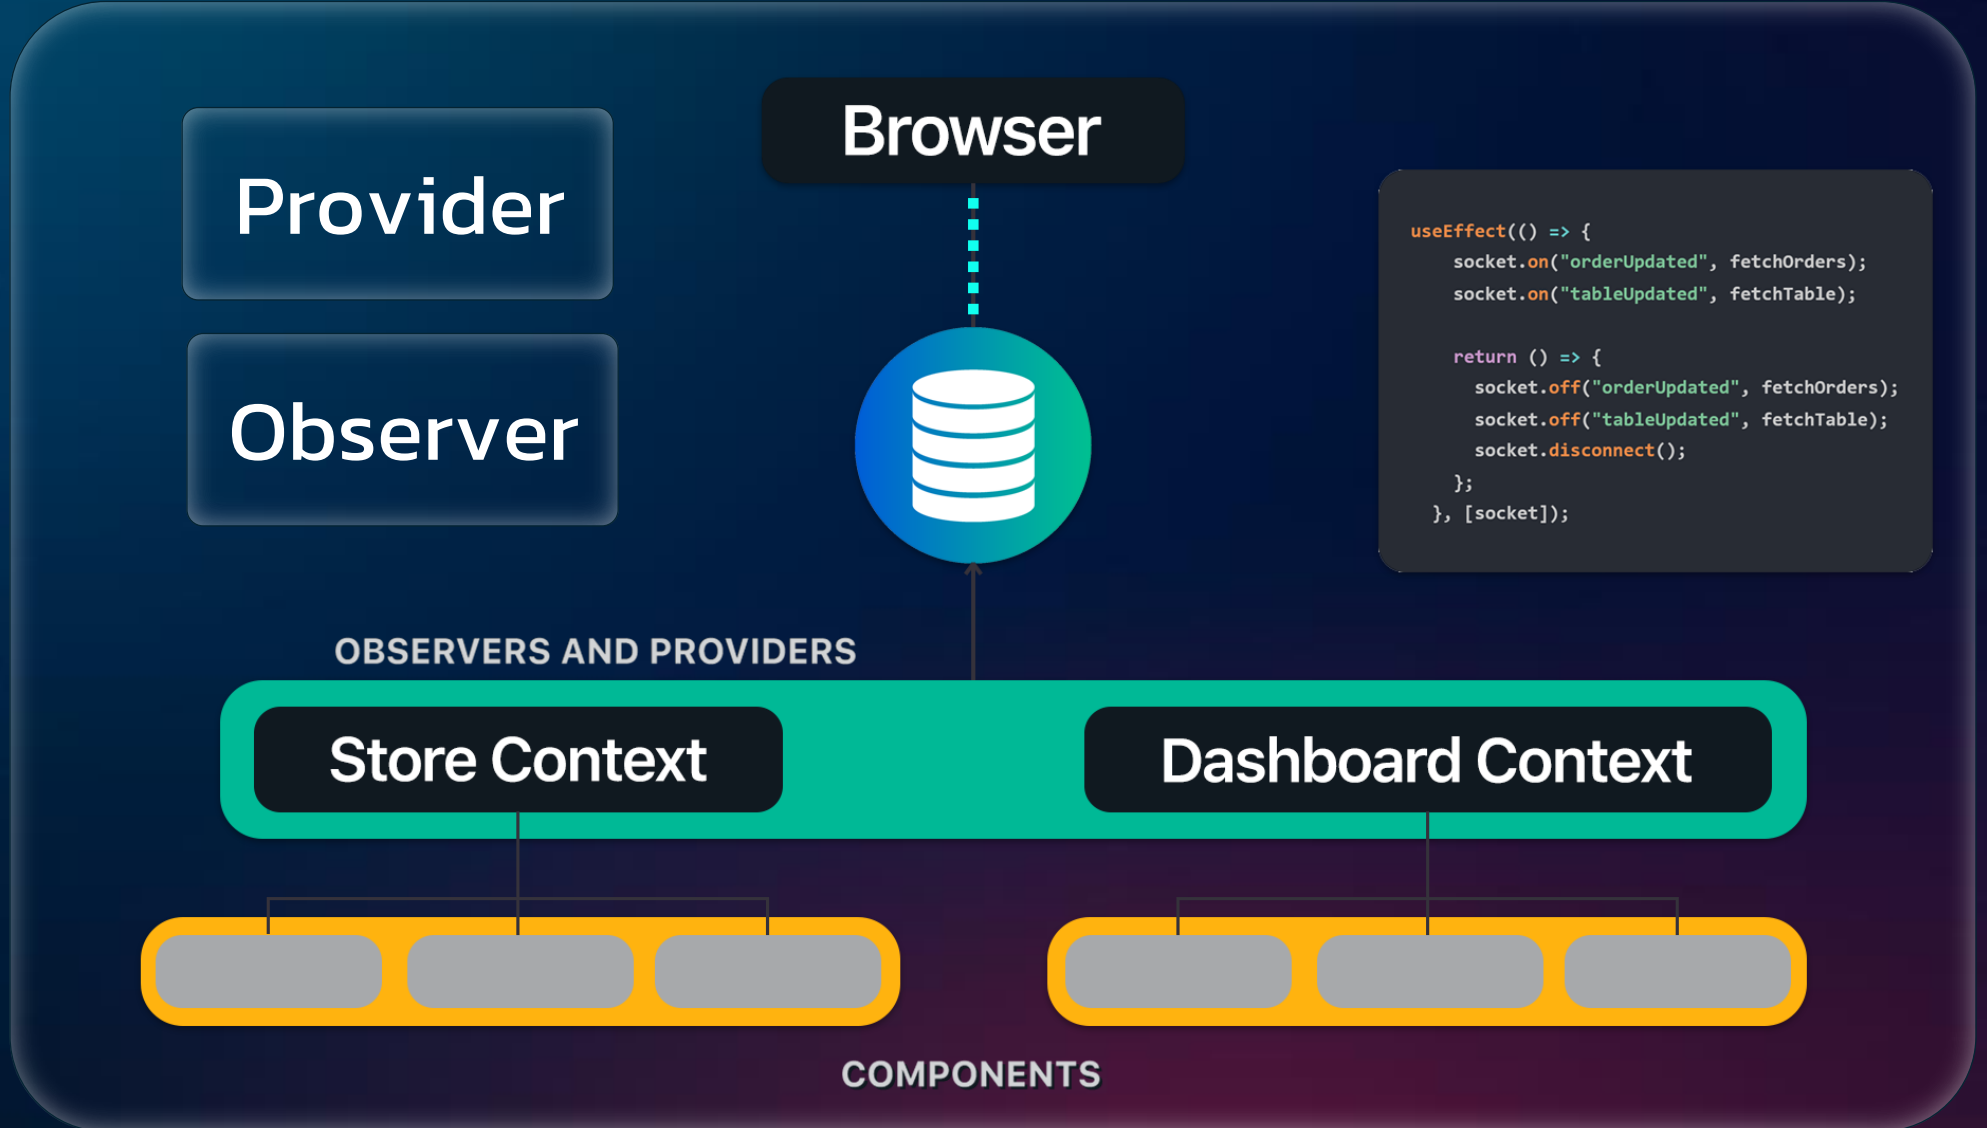 Provider
Observer
Browser
useEffect(() => {
socket.on("orderUpdated", fetchOrders);
socket.on("tableUpdated", fetchTable);
return () => {
socket.off("orderUpdated", fetchOrders);
socket.off("tableUpdated", fetchTable);
socket.disconnect();
};
}, [socket]);
OBSERVERS AND PROVIDERS
Store Context
Dashboard Context
COMPONENTS